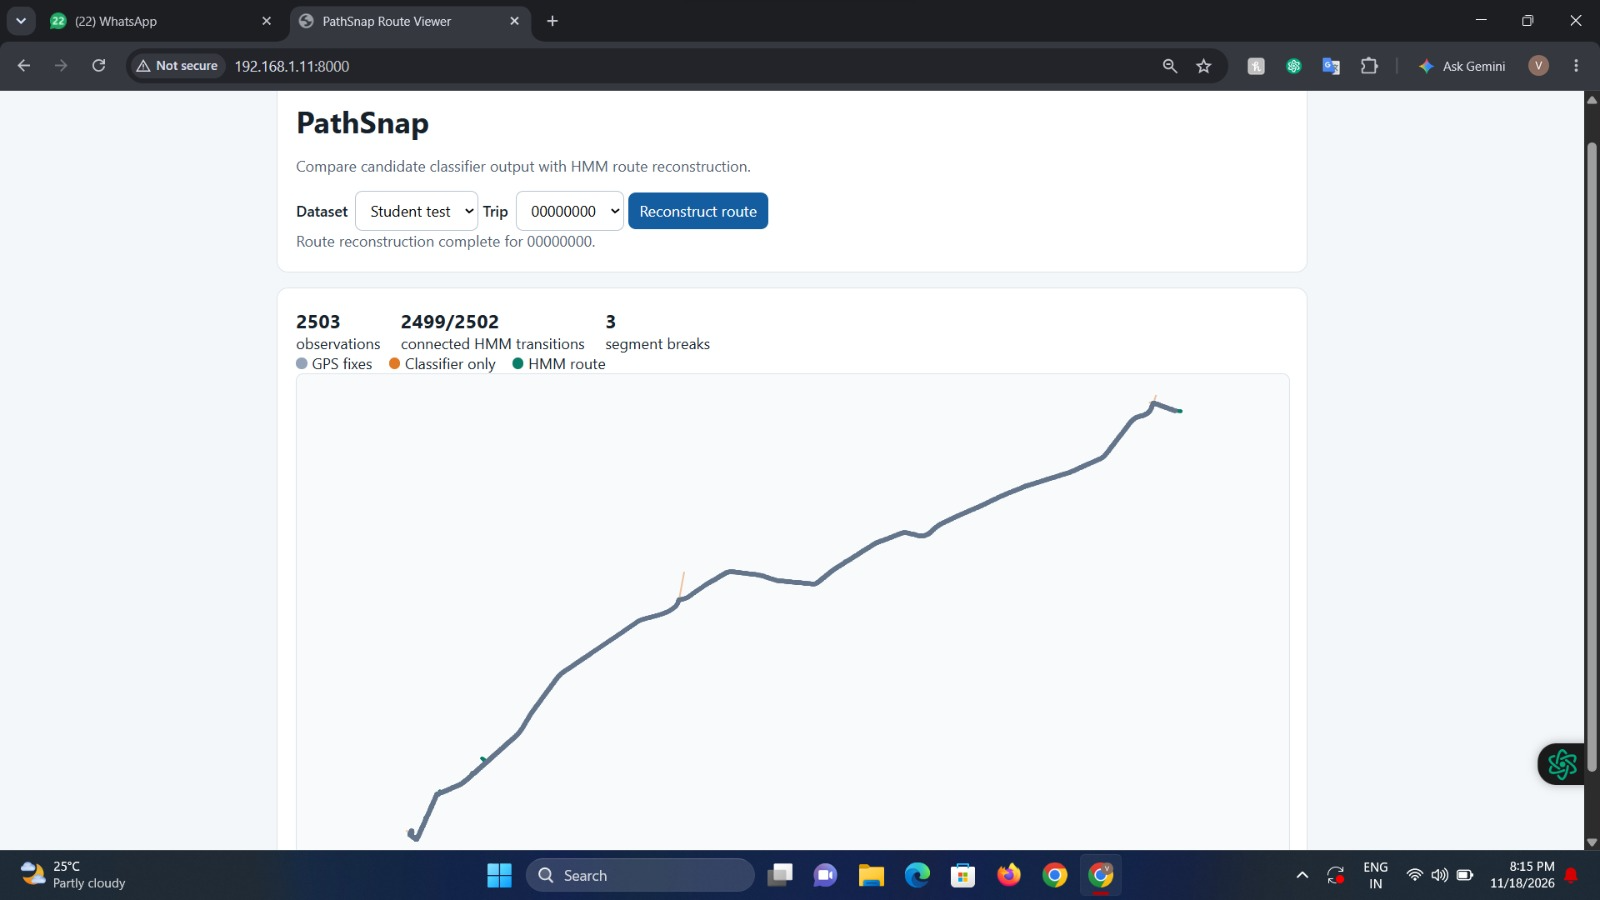 (22) WhatsApp
PathSnap Route Viewer
Not secure
192.168.1.11:8000
Ask Gemini
V
PathSnap
Compare candidate classifier output with HMM route reconstruction.
Dataset Student test Trip 00000000 Reconstruct route
Route reconstruction complete for 00000000.
2503 2499/2502 3
observations connected HMM transitions segment breaks
GPS fixes Classifier only HMM route
25°C
Partly cloudy
Search
ENG
IN
8:15 PM
11/18/2026